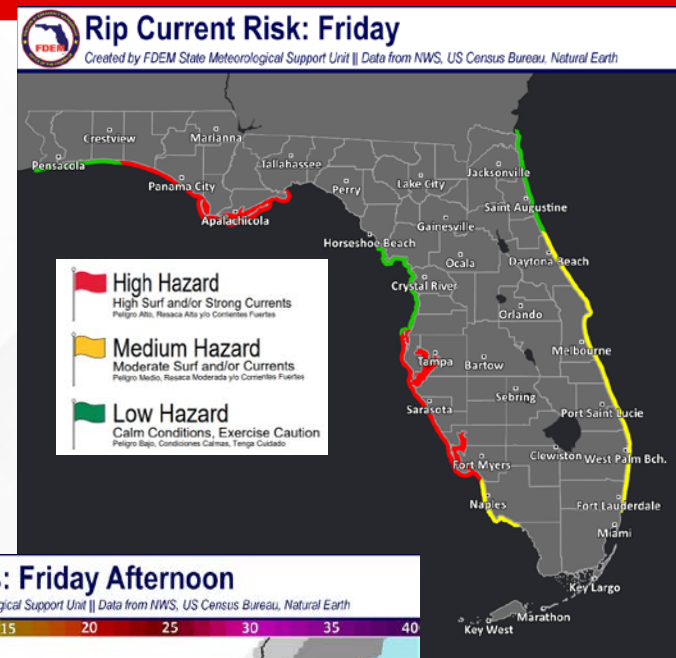 FDEM
Rip Current Risk: Friday
Created by FDEM State Meteorological Support Unit || Data from NWS, US Census Bureau, Natural Earth
Crestview
Marianna
Pensacola
Tallahassee
Jacksonville
Panama City
Perry
Lake City
Saint Augustine
Apalachicola
Gainesville
Horseshoe Beach
Ocala
Daytona Beach
Crystal River
Orlando
High Hazard
High Surf and/or Strong Currents
Peligro Alto, Resaca Alta y/o Corrientes Fuertes
Medium Hazard
Moderate Surf and/or Currents
Peligro Medio, Resaca Moderada y/o Corrientes Fuertes
Low Hazard
Calm Conditions, Exercise Caution
Peligro Bajo, Condiciones Calmas, Tenga Cuidado
Tampa
Bartow
Melbourne
Sebring
Sarasota
Port Saint Lucie
Fort Myers
Clewiston
West Palm Bch.
Naples
Fort Lauderdale
Miami
Key Largo
Marathon
Key West
: Friday Afternoon
gical Support Unit || Data from NWS, US Census Bureau, Natural Earth
15 20 25 30 35 40